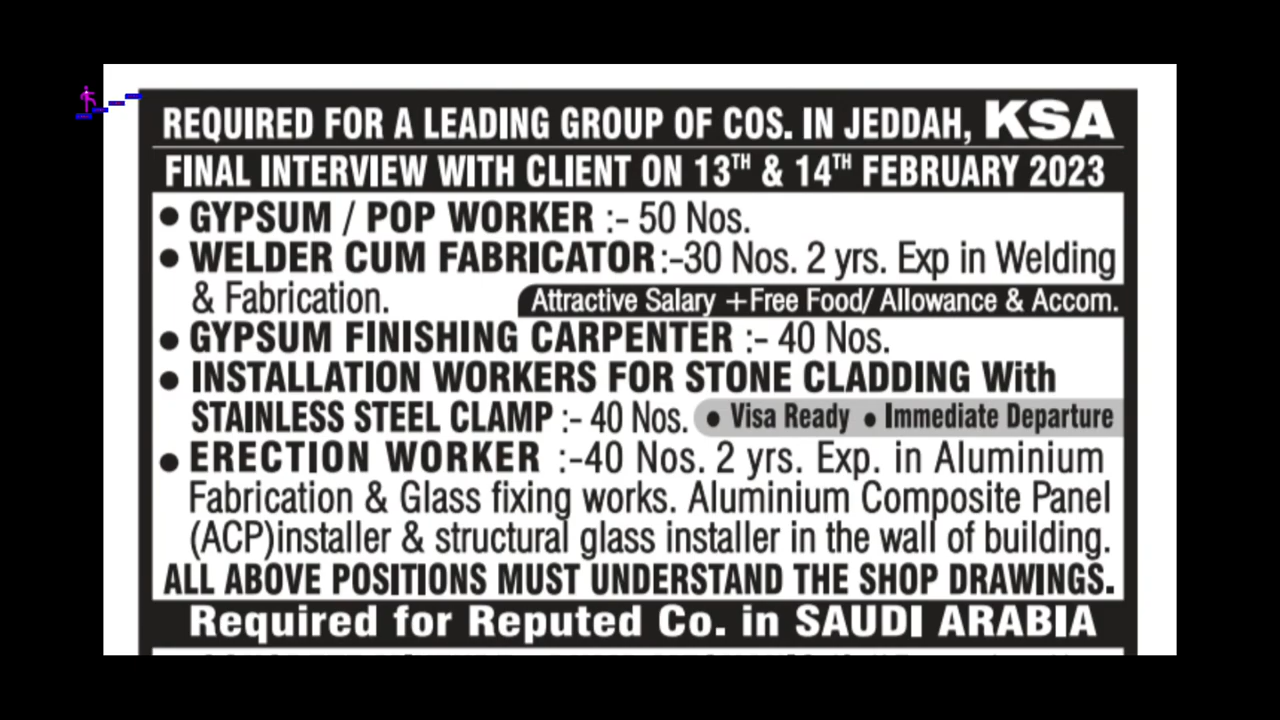 REQUIRED FOR A LEADING GROUP OF COS. IN JEDDAH, KSA
FINAL INTERVIEW WITH CLIENT ON 13TH & 14TH FEBRUARY 2023
• GYPSUM / POP WORKER :- 50 Nos.
• WELDER CUM FABRICATOR:-30 Nos. 2 yrs. Exp in Welding
& Fabrication.
Attractive Salary +Free Food/ Allowance & Accom.
• GYPSUM FINISHING CARPENTER :- 40 Nos.
• INSTALLATION WORKERS FOR STONE CLADDING With
STAINLESS STEEL CLAMP :- 40 Nos.
• Visa Ready • Immediate Departure
• ERECTION WORKER :-40 Nos. 2 yrs. Exp. in Aluminium
Fabrication & Glass fixing works. Aluminium Composite Panel
(ACP)installer & structural glass installer in the wall of building.
ALL ABOVE POSITIONS MUST UNDERSTAND THE SHOP DRAWINGS.
Required for Reputed Co. in SAUDI ARABIA